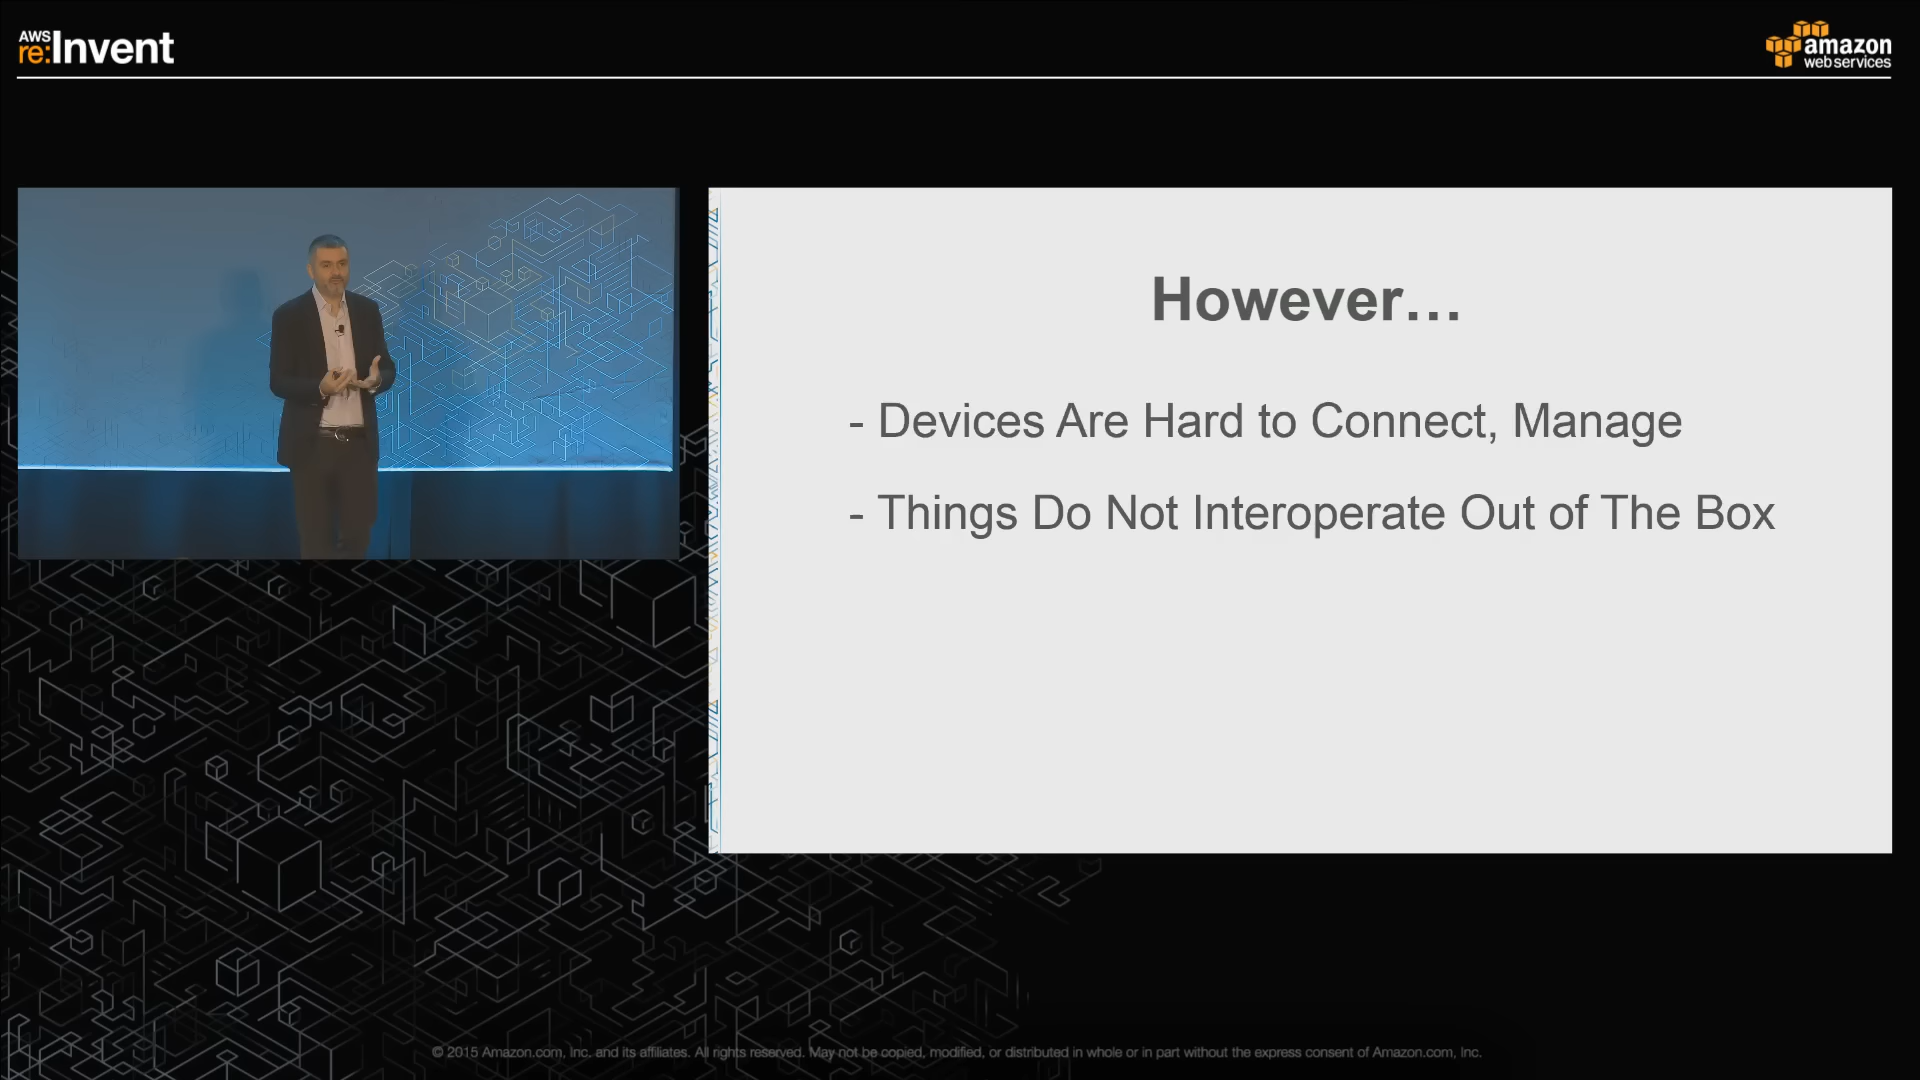 AWS
re:Invent
amazon
web services
However…
- Devices Are Hard to Connect, Manage
- Things Do Not Interoperate Out of The Box
© 2015 Amazon.com, Inc. and its affiliates. All rights reserved. May not be copied, modified, or distributed in whole or in part without the express consent of Amazon.com, Inc.